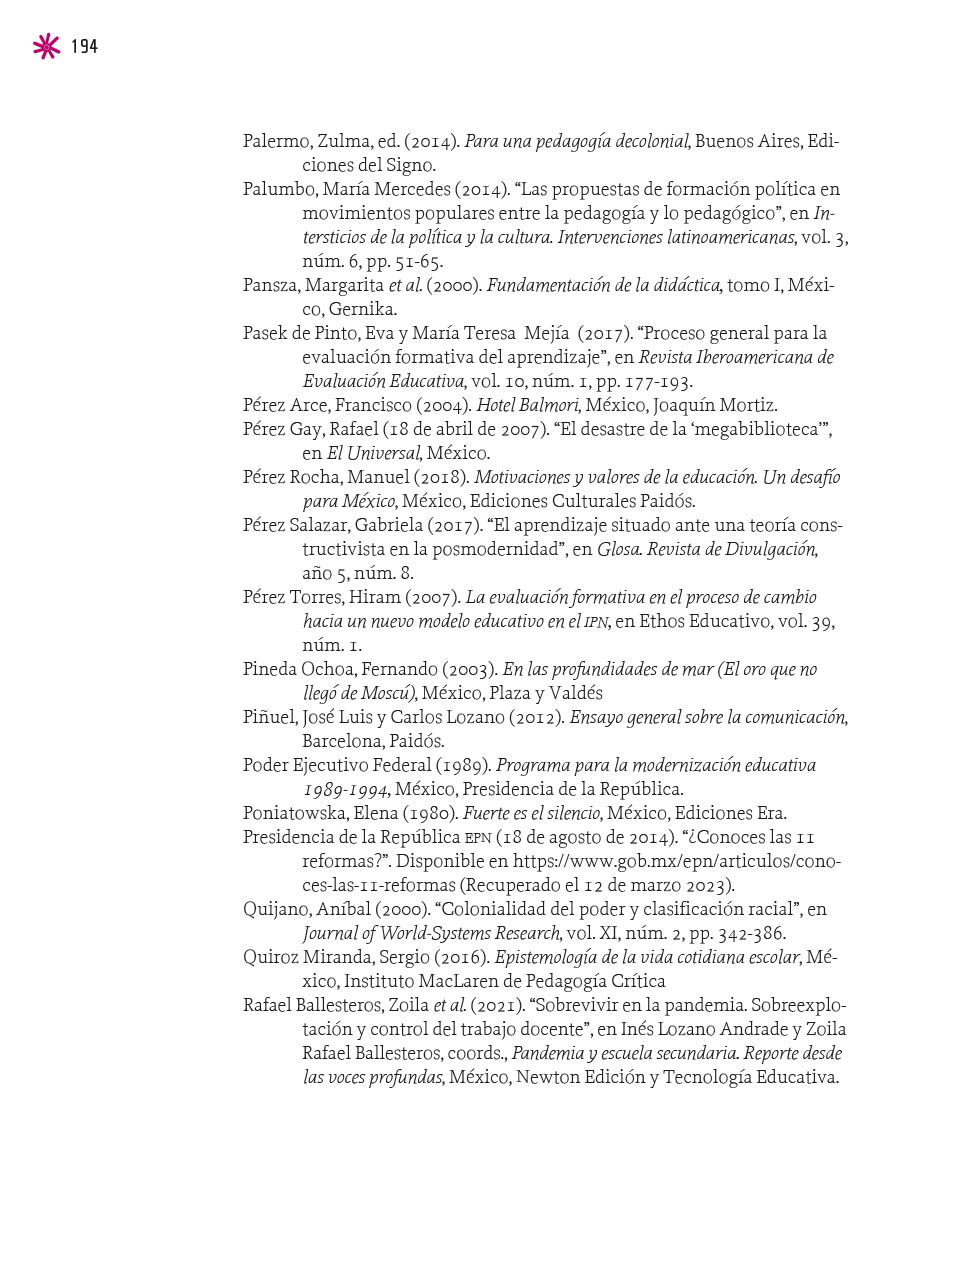 194
Palermo, Zulma, ed. (2014). Para una pedagogía decolonial, Buenos Aires, Edi-
ciones del Signo.
Palumbo, María Mercedes (2014). “Las propuestas de formación política en
movimientos populares entre la pedagogía y lo pedagógico”, en In-
tersticios de la política y la cultura. Intervenciones latinoamericanas, vol. 3,
núm. 6, pp. 51-65.
Pansza, Margarita et al. (2000). Fundamentación de la didáctica, tomo I, Méxi-
co, Gernika.
Pasek de Pinto, Eva y María Teresa Mejía (2017). “Proceso general para la
evaluación formativa del aprendizaje”, en Revista Iberoamericana de
Evaluación Educativa, vol. 10, núm. 1, pp. 177-193.
Pérez Arce, Francisco (2004). Hotel Balmori, México, Joaquín Mortiz.
Pérez Gay, Rafael (18 de abril de 2007). “El desastre de la ‘megabiblioteca’”,
en El Universal, México.
Pérez Rocha, Manuel (2018). Motivaciones y valores de la educación. Un desafío
para México, México, Ediciones Culturales Paidós.
Pérez Salazar, Gabriela (2017). “El aprendizaje situado ante una teoría cons-
tructivista en la posmodernidad”, en Glosa. Revista de Divulgación,
año 5, núm. 8.
Pérez Torres, Hiram (2007). La evaluación formativa en el proceso de cambio
hacia un nuevo modelo educativo en el IPN, en Ethos Educativo, vol. 39,
núm. 1.
Pineda Ochoa, Fernando (2003). En las profundidades de mar (El oro que no
llegó de Moscú), México, Plaza y Valdés
Piñuel, José Luis y Carlos Lozano (2012). Ensayo general sobre la comunicación,
Barcelona, Paidós.
Poder Ejecutivo Federal (1989). Programa para la modernización educativa
1989-1994, México, Presidencia de la República.
Poniatowska, Elena (1980). Fuerte es el silencio, México, Ediciones Era.
Presidencia de la República EPN (18 de agosto de 2014). “¿Conoces las 11
reformas?”. Disponible en https://www.gob.mx/epn/articulos/cono-
ces-las-11-reformas (Recuperado el 12 de marzo 2023).
Quijano, Aníbal (2000). “Colonialidad del poder y clasificación racial”, en
Journal of World-Systems Research, vol. XI, núm. 2, pp. 342-386.
Quiroz Miranda, Sergio (2016). Epistemología de la vida cotidiana escolar, Mé-
xico, Instituto MacLaren de Pedagogía Crítica
Rafael Ballesteros, Zoila et al. (2021). “Sobrevivir en la pandemia. Sobreexplo-
tación y control del trabajo docente”, en Inés Lozano Andrade y Zoila
Rafael Ballesteros, coords., Pandemia y escuela secundaria. Reporte desde
las voces profundas, México, Newton Edición y Tecnología Educativa.